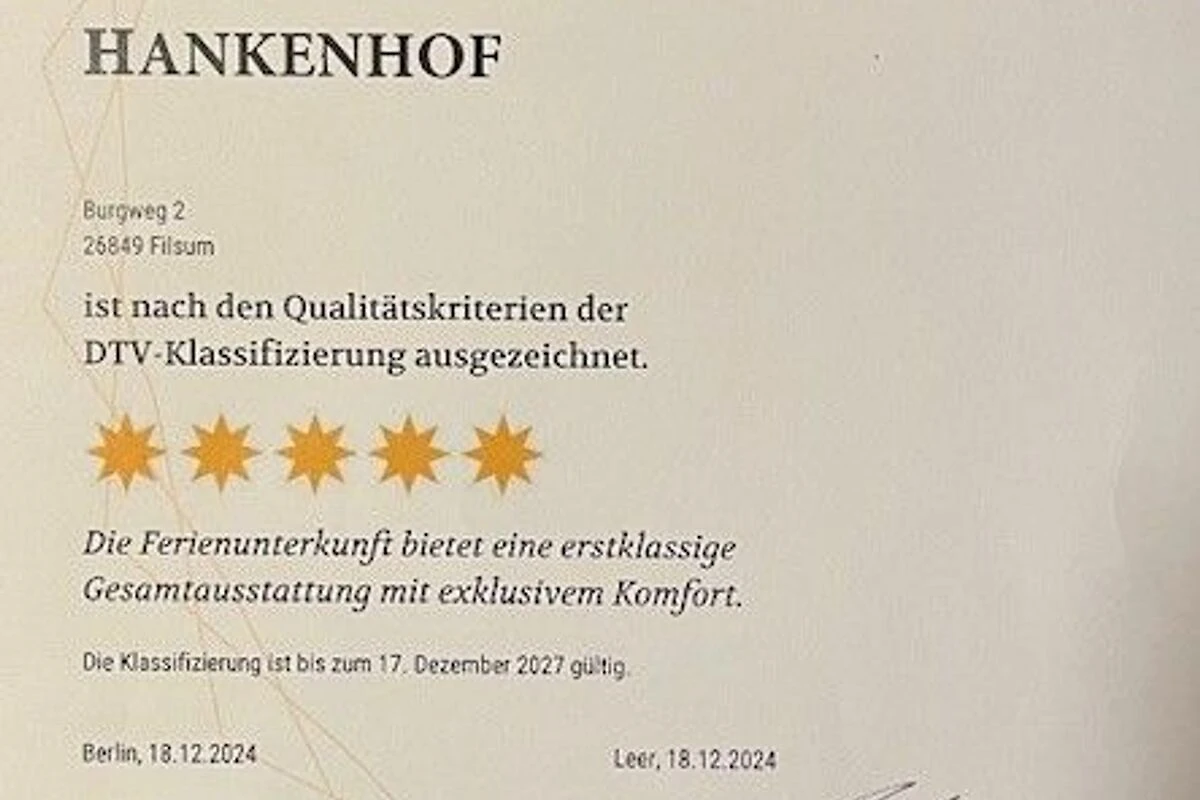 HANKENHOF
Burgweg 2
26849 Filsum
ist nach den Qualitätskriterien der
DTV-Klassifizierung ausgezeichnet.
Die Ferienunterkunft bietet eine erstklassige
Gesamtausstattung mit exklusivem Komfort.
Die Klassifizierung ist bis zum 17. Dezember 2027 gültig.
Berlin, 18.12.2024
Leer, 18.12.2024